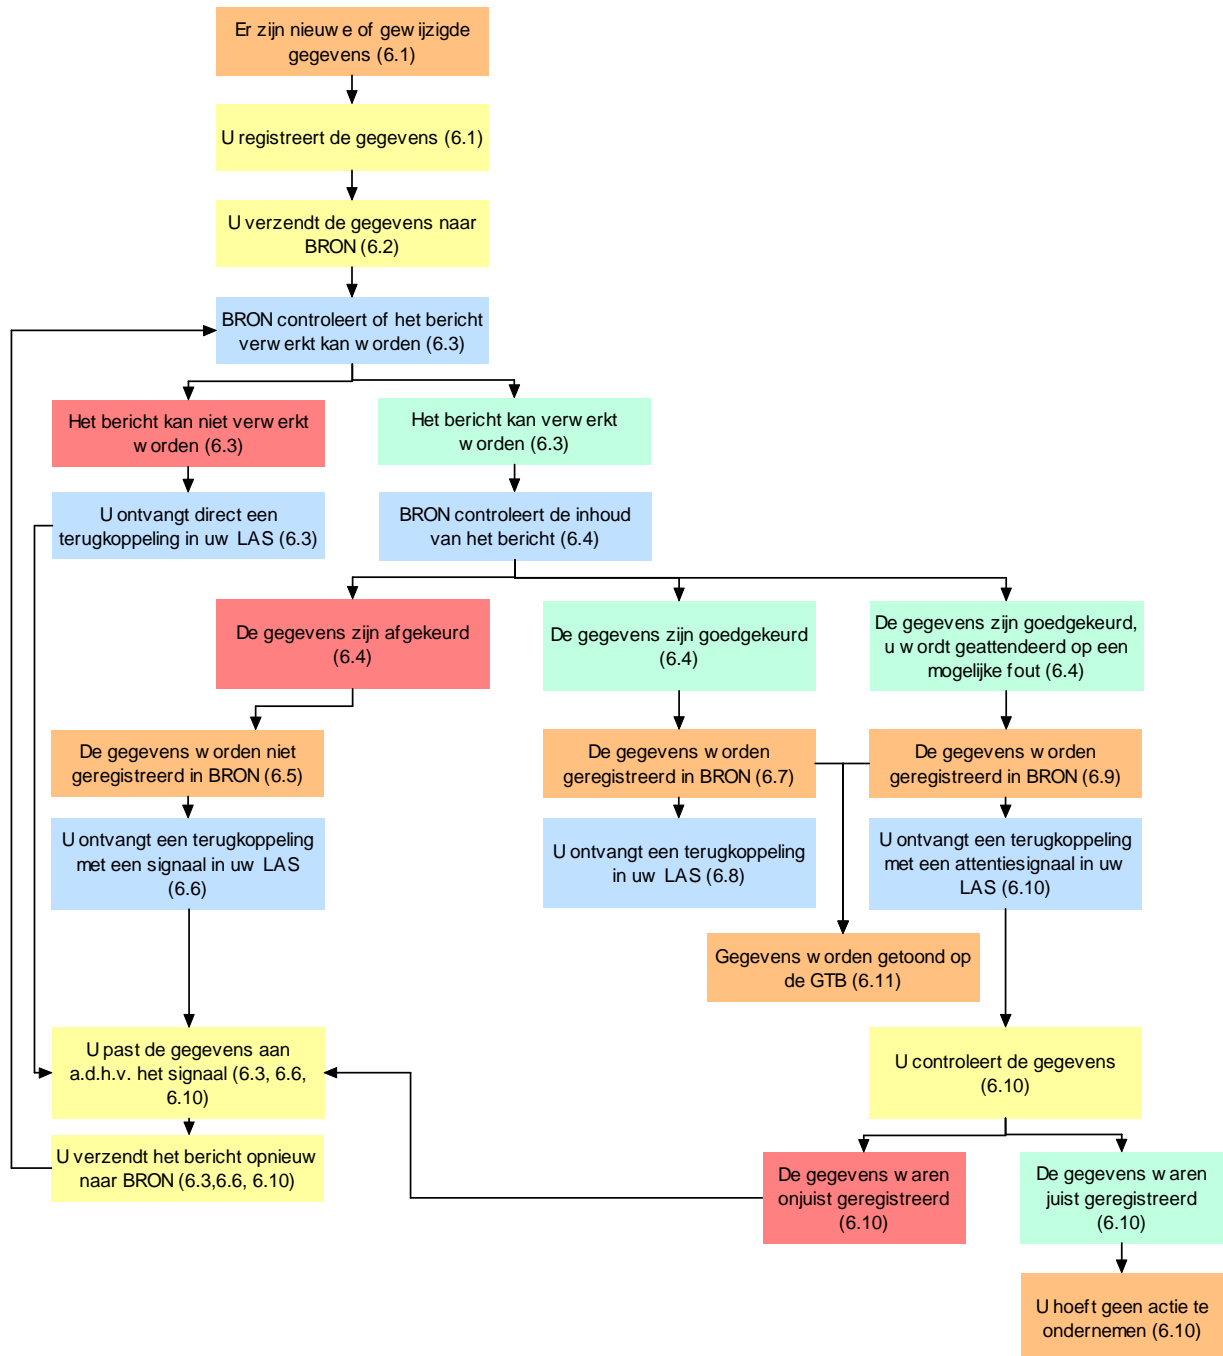 Er zijn nieuwe of gewijzigde
gegevens (6.1)
U registreert de gegevens (6.1)
U verzendt de gegevens naar
BRON (6.2)
BRON controleert of het bericht
verwerkt kan worden (6.3)
Het bericht kan niet verwerkt
worden (6.3)
Het bericht kan verwerkt
worden (6.3)
U ontvangt direct een
terugkoppeling in uw LAS (6.3)
BRON controleert de inhoud
van het bericht (6.4)
De gegevens zijn afgekeurd
(6.4)
De gegevens zijn goedgekeurd
(6.4)
De gegevens zijn goedgekeurd,
u wordt geattendeerd op een
mogelijke fout (6.4)
De gegevens worden niet
geregistreerd in BRON (6.5)
De gegevens worden
geregistreerd in BRON (6.7)
De gegevens worden
geregistreerd in BRON (6.9)
U ontvangt een terugkoppeling
met een signaal in uw LAS
(6.6)
U ontvangt een terugkoppeling
in uw LAS (6.8)
U ontvangt een terugkoppeling
met een attentiesignaal in uw
LAS (6.10)
Gegevens worden getoond op
de GTB (6.11)
U past de gegevens aan
a.d.h.v. het signaal (6.3, 6.6,
6.10)
U controleert de gegevens
(6.10)
U verzendt het bericht opnieuw
naar BRON (6.3,6.6, 6.10)
De gegevens waren
onjuist geregistreerd
(6.10)
De gegevens waren
juist geregistreerd
(6.10)
U hoeft geen actie te
ondernemen (6.10)